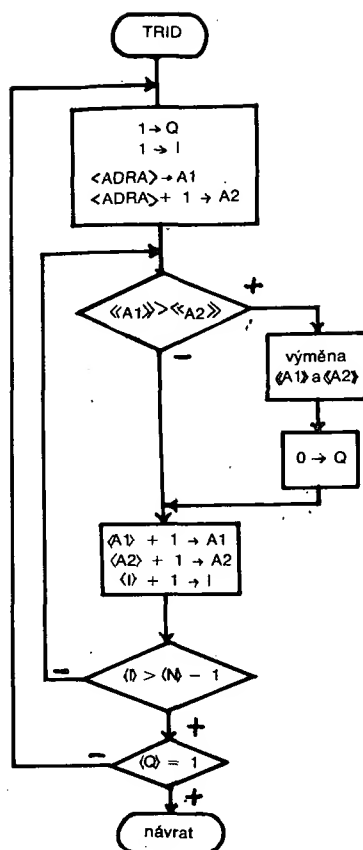 TRID
1 → Q
1 → I
<ADRA> → A1
<ADRA> + 1 → A2
⟪A1⟫ > ⟪A2⟫
+
−
výměna
⟪A1⟫ a ⟪A2⟫
0 → Q
⟨A1⟩ + 1 → A1
⟨A2⟩ + 1 → A2
⟨I⟩ + 1 → I
−
⟨I⟩ > ⟨N⟩ − 1
+
−
⟨Q⟩ = 1
+
návrat